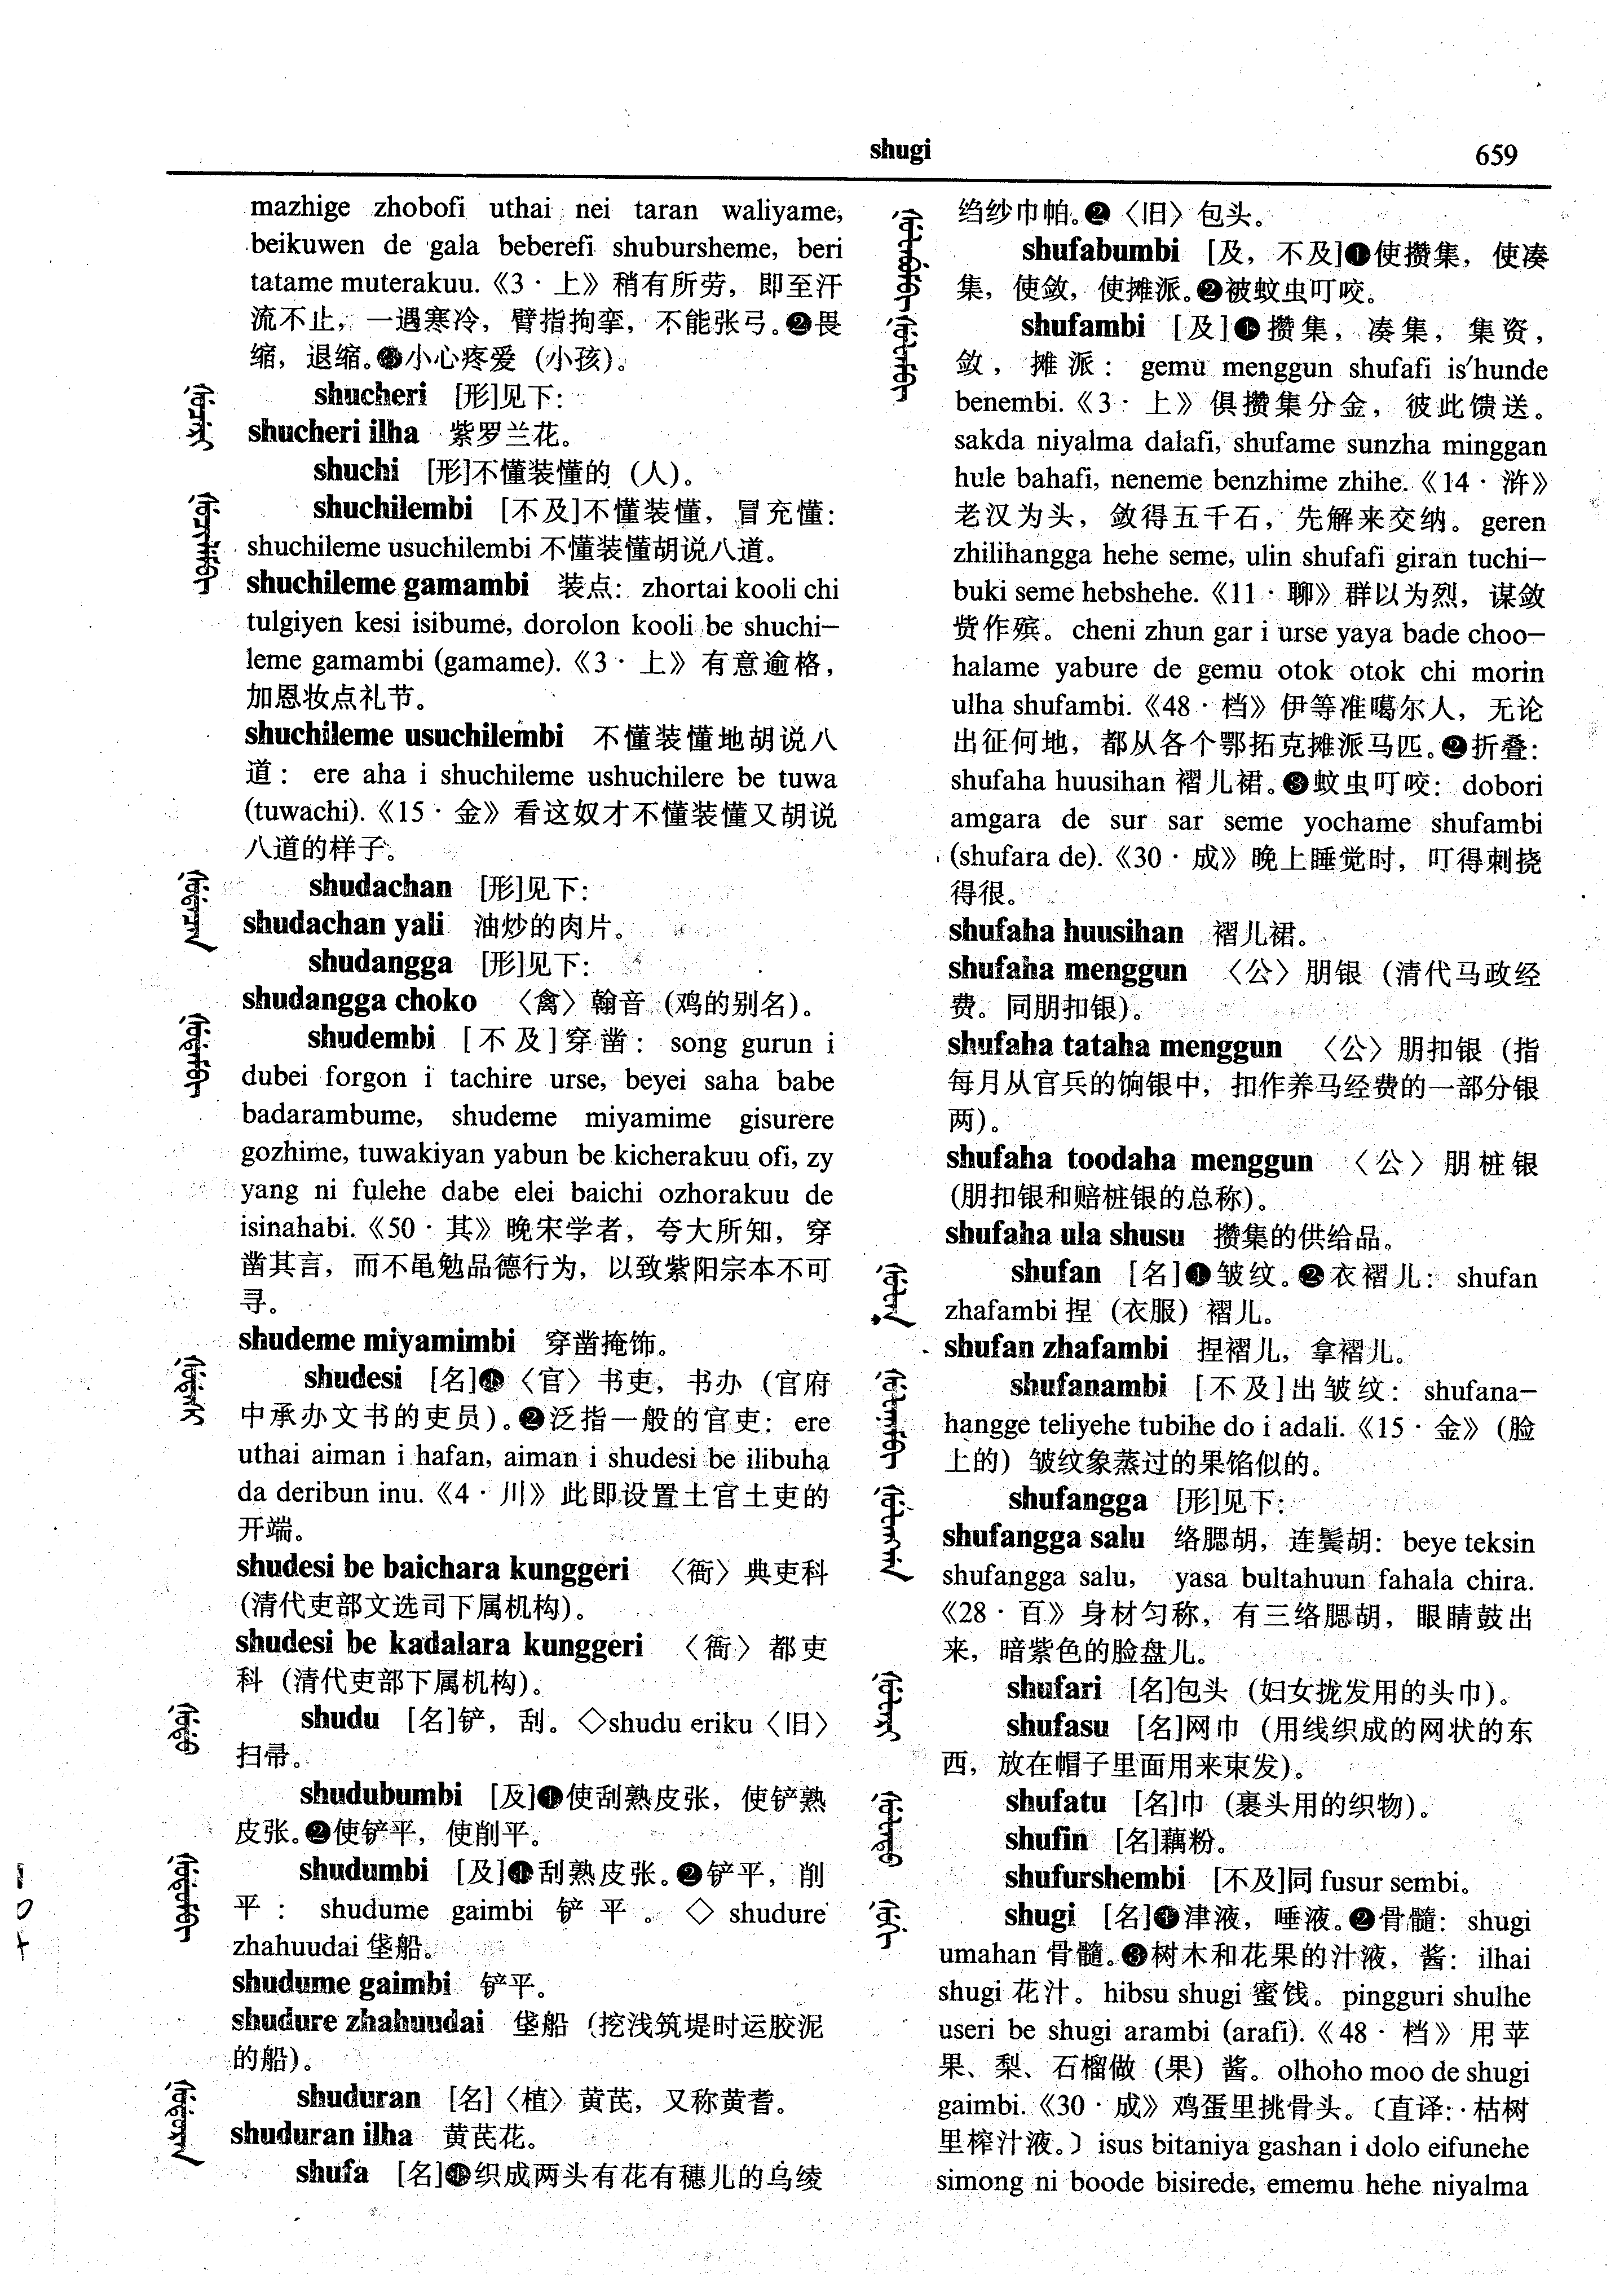 shugi
659
mazhige zhobofi uthai nei taran waliyame,
beikuwen de gala beberefi shubursheme, beri
tatame muterakuu.《3·上》稍有所劳，即至汗
流不止，一遇寒冷，臂指拘挛，不能张弓。❷畏
缩，退缩。❸小心疼爱（小孩）。
shucheri [形]见下：
shucheri ilha 紫罗兰花。
shuchi [形]不懂装懂的（人）。
shuchilembi [不及]不懂装懂，冒充懂：
shuchileme usuchilembi 不懂装懂胡说八道。
shuchileme gamambi 装点：zhortai kooli chi
tulgiyen kesi isibume, dorolon kooli be shuchi—
leme gamambi (gamame).《3·上》有意逾格，
加恩妆点礼节。
shuchileme usuchilembi 不懂装懂地胡说八
道：ere aha i shuchileme ushuchilere be tuwa
(tuwachi).《15·金》看这奴才不懂装懂又胡说
八道的样子。
shudachan [形]见下：
shudachan yali 油炒的肉片。
shudangga [形]见下：
shudangga choko 〈禽〉翰音（鸡的别名）。
shudembi [不及]穿凿：song gurun i
dubei forgon i tachire urse, beyei saha babe
badarambume, shudeme miyamime gisurere
gozhime, tuwakiyan yabun be kicherakuu ofi, zy
yang ni fulehe dabe elei baichi ozhorakuu de
isinahabi.《50·其》晚宋学者，夸大所知，穿
凿其言，而不黾勉品德行为，以致紫阳宗本不可
寻。
shudeme miyamimbi 穿凿掩饰。
shudesi [名]❶〈官〉书吏，书办（官府
中承办文书的吏员）。❷泛指一般的官吏：ere
uthai aiman i hafan, aiman i shudesi be ilibuha
da deribun inu.《4·川》此即设置土官土吏的
开端。
shudesi be baichara kunggeri 〈衙〉典吏科
（清代吏部文选司下属机构）。
shudesi be kadalara kunggeri 〈衙〉都吏
科（清代吏部下属机构）。
shudu [名]铲，刮。◇shudu eriku〈旧〉
扫帚。
shudubumbi [及]❶使刮熟皮张，使铲熟
皮张。❷使铲平，使削平。
shudumbi [及]❶刮熟皮张。❷铲平，削
平：shudume gaimbi 铲平。◇shudure
zhahuudai 垡船。
shudume gaimbi 铲平。
shudure zhahuudai 垡船（挖浅筑堤时运胶泥
的船）。
shuduran [名]〈植〉黄芪，又称黄耆。
shuduran ilha 黄芪花。
shufa [名]❶织成两头有花有穗儿的乌绫
绉纱巾帕。❷〈旧〉包头。
shufabumbi [及，不及]❶使攒集，使凑
集，使敛，使摊派。❷被蚊虫叮咬。
shufambi [及]❶攒集，凑集，集资，
敛，摊派：gemu menggun shufafi is'hunde
benembi.《3·上》俱攒集分金，彼此馈送。
sakda niyalma dalafi, shufame sunzha minggan
hule bahafi, neneme benzhime zhihe.《14·浒》
老汉为头，敛得五千石，先解来交纳。geren
zhilihangga hehe seme, ulin shufafi giran tuchi—
buki seme hebshehe.《11·聊》群以为烈，谋敛
赀作殡。cheni zhun gar i urse yaya bade choo—
halame yabure de gemu otok otok chi morin
ulha shufambi.《48·档》伊等准噶尔人，无论
出征何地，都从各个鄂拓克摊派马匹。❷折叠：
shufaha huusihan 褶儿裙。❸蚊虫叮咬：dobori
amgara de sur sar seme yochame shufambi
(shufara de).《30·成》晚上睡觉时，叮得刺挠
得很。
shufaha huusihan 褶儿裙。
shufaha menggun 〈公〉朋银（清代马政经
费。同朋扣银）。
shufaha tataha menggun 〈公〉朋扣银（指
每月从官兵的饷银中，扣作养马经费的一部分银
两）。
shufaha toodaha menggun 〈公〉朋桩银
（朋扣银和赔桩银的总称）。
shufaha ula shusu 攒集的供给品。
shufan [名]❶皱纹。❷衣褶儿：shufan
zhafambi 捏（衣服）褶儿。
shufan zhafambi 捏褶儿，拿褶儿。
shufanambi [不及]出皱纹：shufana—
hangge teliyehe tubihe do i adali.《15·金》（脸
上的）皱纹象蒸过的果馅似的。
shufangga [形]见下：
shufangga salu 络腮胡，连鬓胡：beye teksin
shufangga salu, yasa bultahuun fahala chira.
《28·百》身材匀称，有三络腮胡，眼睛鼓出
来，暗紫色的脸盘儿。
shufari [名]包头（妇女拢发用的头巾）。
shufasu [名]网巾（用线织成的网状的东
西，放在帽子里面用来束发）。
shufatu [名]巾（裹头用的织物）。
shufin [名]藕粉。
shufurshembi [不及]同 fusur sembi。
shugi [名]❶津液，唾液。❷骨髓：shugi
umahan 骨髓。❸树木和花果的汁液，酱：ilhai
shugi 花汁。hibsu shugi 蜜饯。pingguri shulhe
useri be shugi arambi (arafi).《48·档》用苹
果、梨、石榴做（果）酱。olhoho moo de shugi
gaimbi.《30·成》鸡蛋里挑骨头。〔直译：枯树
里榨汁液。〕isus bitaniya gashan i dolo eifunehe
simong ni boode bisirede, ememu hehe niyalma